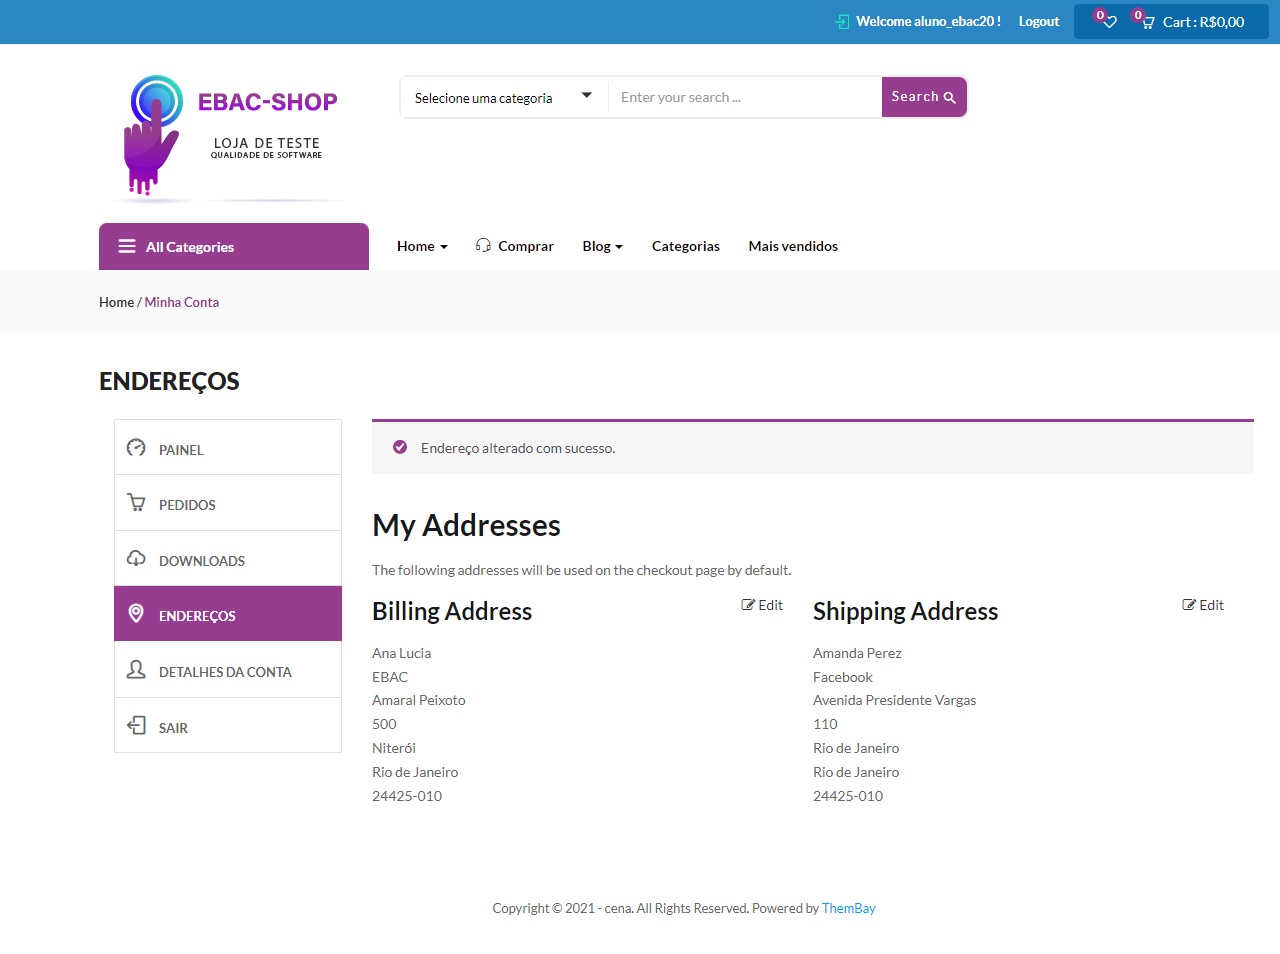 Welcome aluno_ebac20 ! Logout 0 0 Cart : R$0,00
EBAC-SHOP
LOJA DE TESTE
QUALIDADE DE SOFTWARE
Selecione uma categoria Enter your search ... Search
All Categories Home Comprar Blog Categorias Mais vendidos
Home / Minha Conta
ENDEREÇOS
PAINEL
PEDIDOS
DOWNLOADS
ENDEREÇOS
DETALHES DA CONTA
SAIR
Endereço alterado com sucesso.
My Addresses
The following addresses will be used on the checkout page by default.
Billing Address Edit
Ana Lucia
EBAC
Amaral Peixoto
500
Niterói
Rio de Janeiro
24425-010
Shipping Address Edit
Amanda Perez
Facebook
Avenida Presidente Vargas
110
Rio de Janeiro
Rio de Janeiro
24425-010
Copyright © 2021 - cena. All Rights Reserved. Powered by ThemBay